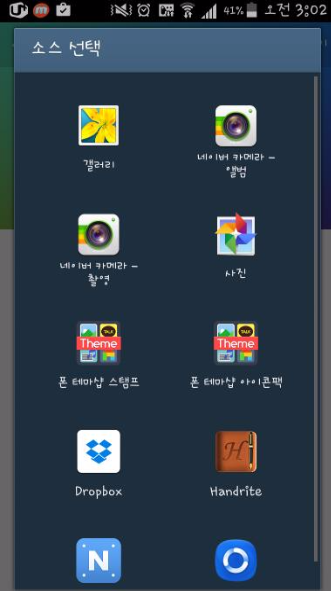 41% 오전 3:02
소스 선택
갤러리
네이버 카메라 -
앨범
네이버 카메라 -
촬영
사진
Theme
Theme
폰 테마샵 스탬프
폰 테마샵 아이콘팩
Dropbox
Handrite
N